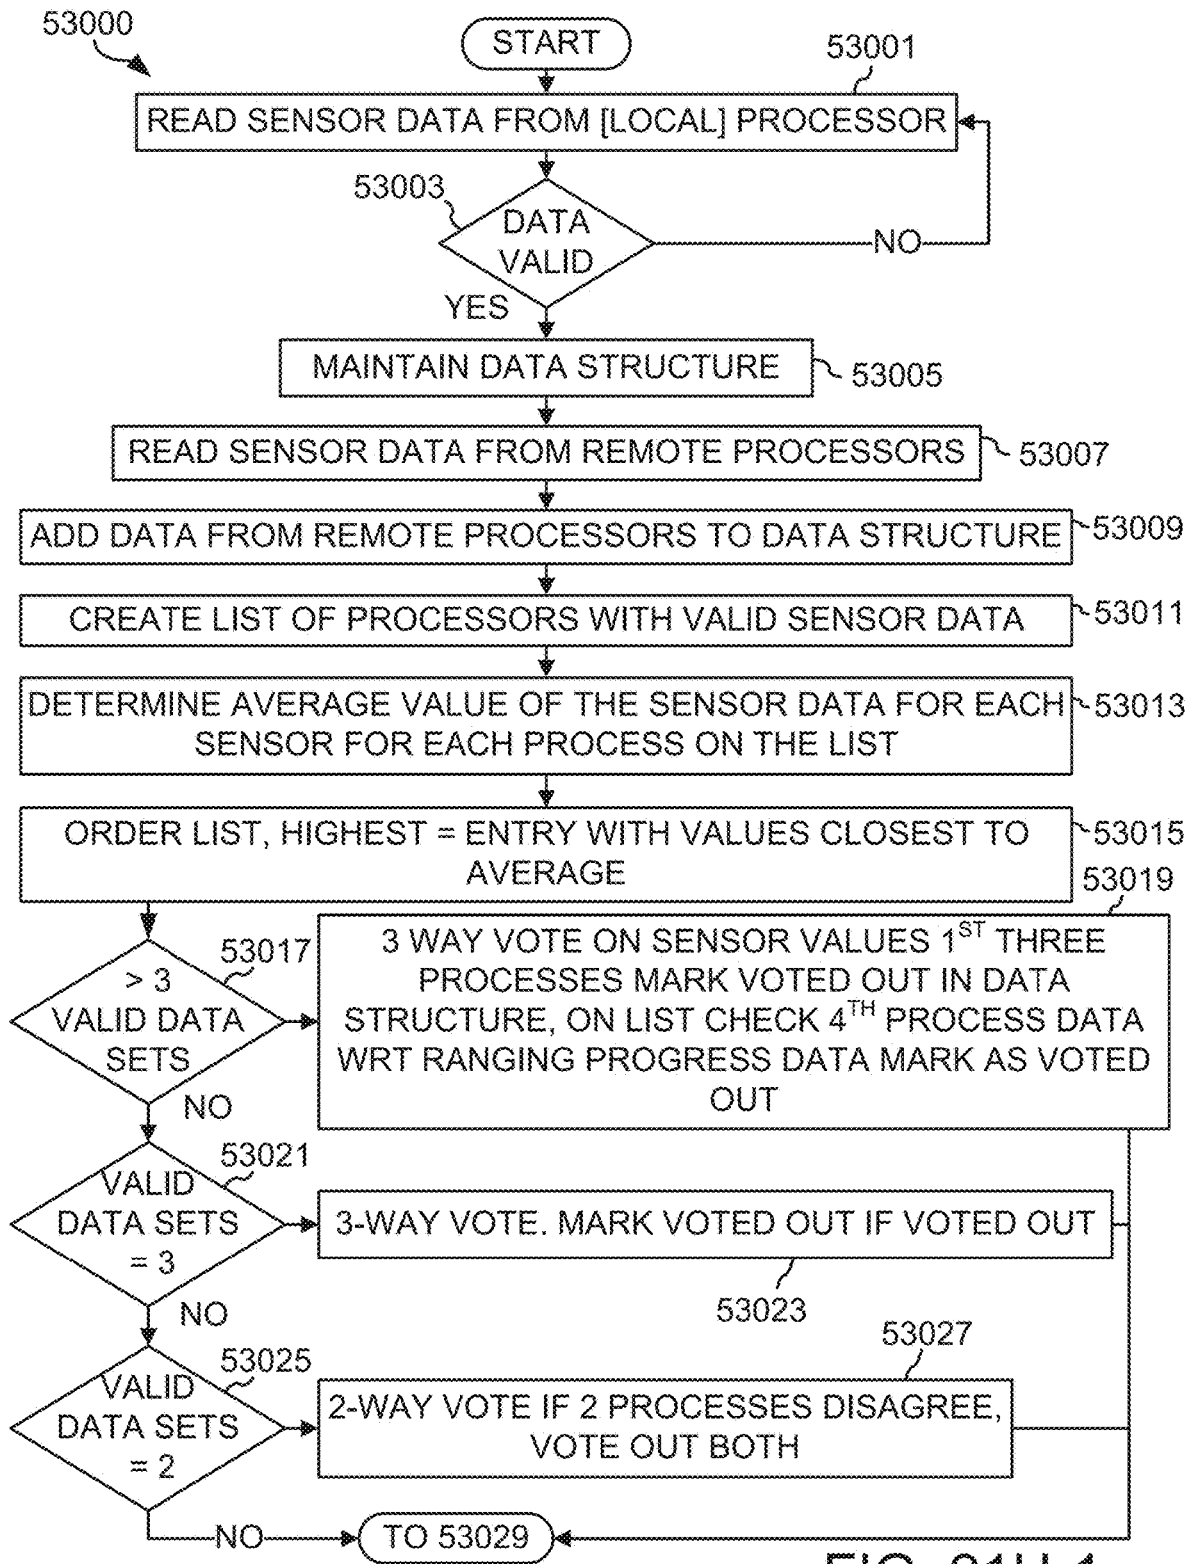 53000
START
53001
READ SENSOR DATA FROM [LOCAL] PROCESSOR
53003
DATA
VALID
NO
YES
MAINTAIN DATA STRUCTURE
53005
READ SENSOR DATA FROM REMOTE PROCESSORS
53007
ADD DATA FROM REMOTE PROCESSORS TO DATA STRUCTURE
53009
CREATE LIST OF PROCESSORS WITH VALID SENSOR DATA
53011
DETERMINE AVERAGE VALUE OF THE SENSOR DATA FOR EACH
SENSOR FOR EACH PROCESS ON THE LIST
53013
ORDER LIST, HIGHEST = ENTRY WITH VALUES CLOSEST TO
AVERAGE
53015
53019
53017
> 3
VALID DATA
SETS
3 WAY VOTE ON SENSOR VALUES 1ST THREE
PROCESSES MARK VOTED OUT IN DATA
STRUCTURE, ON LIST CHECK 4TH PROCESS DATA
WRT RANGING PROGRESS DATA MARK AS VOTED
OUT
NO
53021
VALID
DATA SETS
= 3
3-WAY VOTE. MARK VOTED OUT IF VOTED OUT
53023
NO
53025
VALID
DATA SETS
= 2
53027
2-WAY VOTE IF 2 PROCESSES DISAGREE,
VOTE OUT BOTH
NO
TO 53029